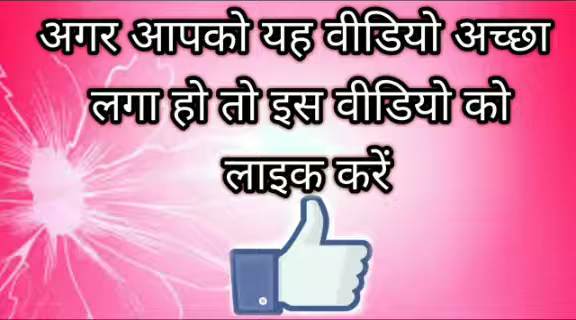 अगर आपको यह वीडियो अच्छा
लगा हो तो इस वीडियो को
लाइक करें